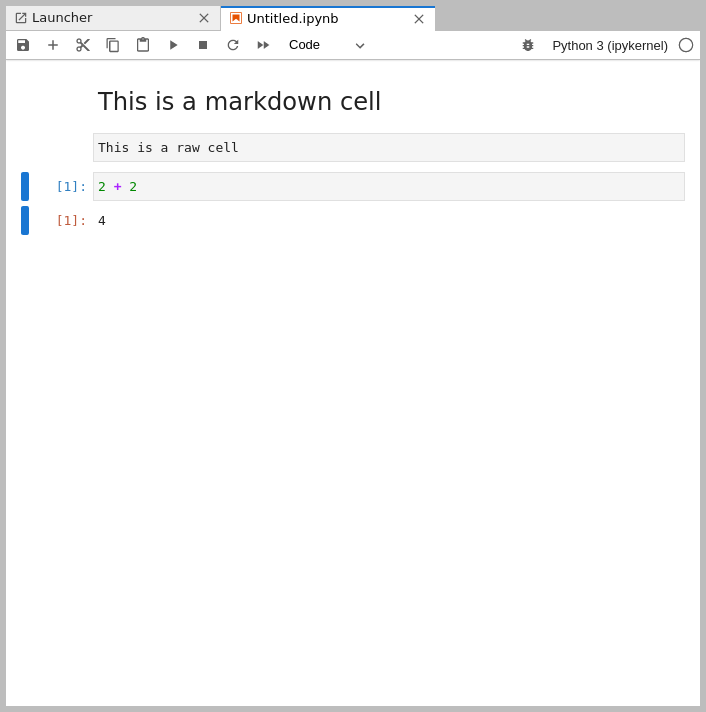 Launcher
Untitled.ipynb
Code
Python 3 (ipykernel)
This is a markdown cell
This is a raw cell
[1]: 2 + 2
[1]: 4